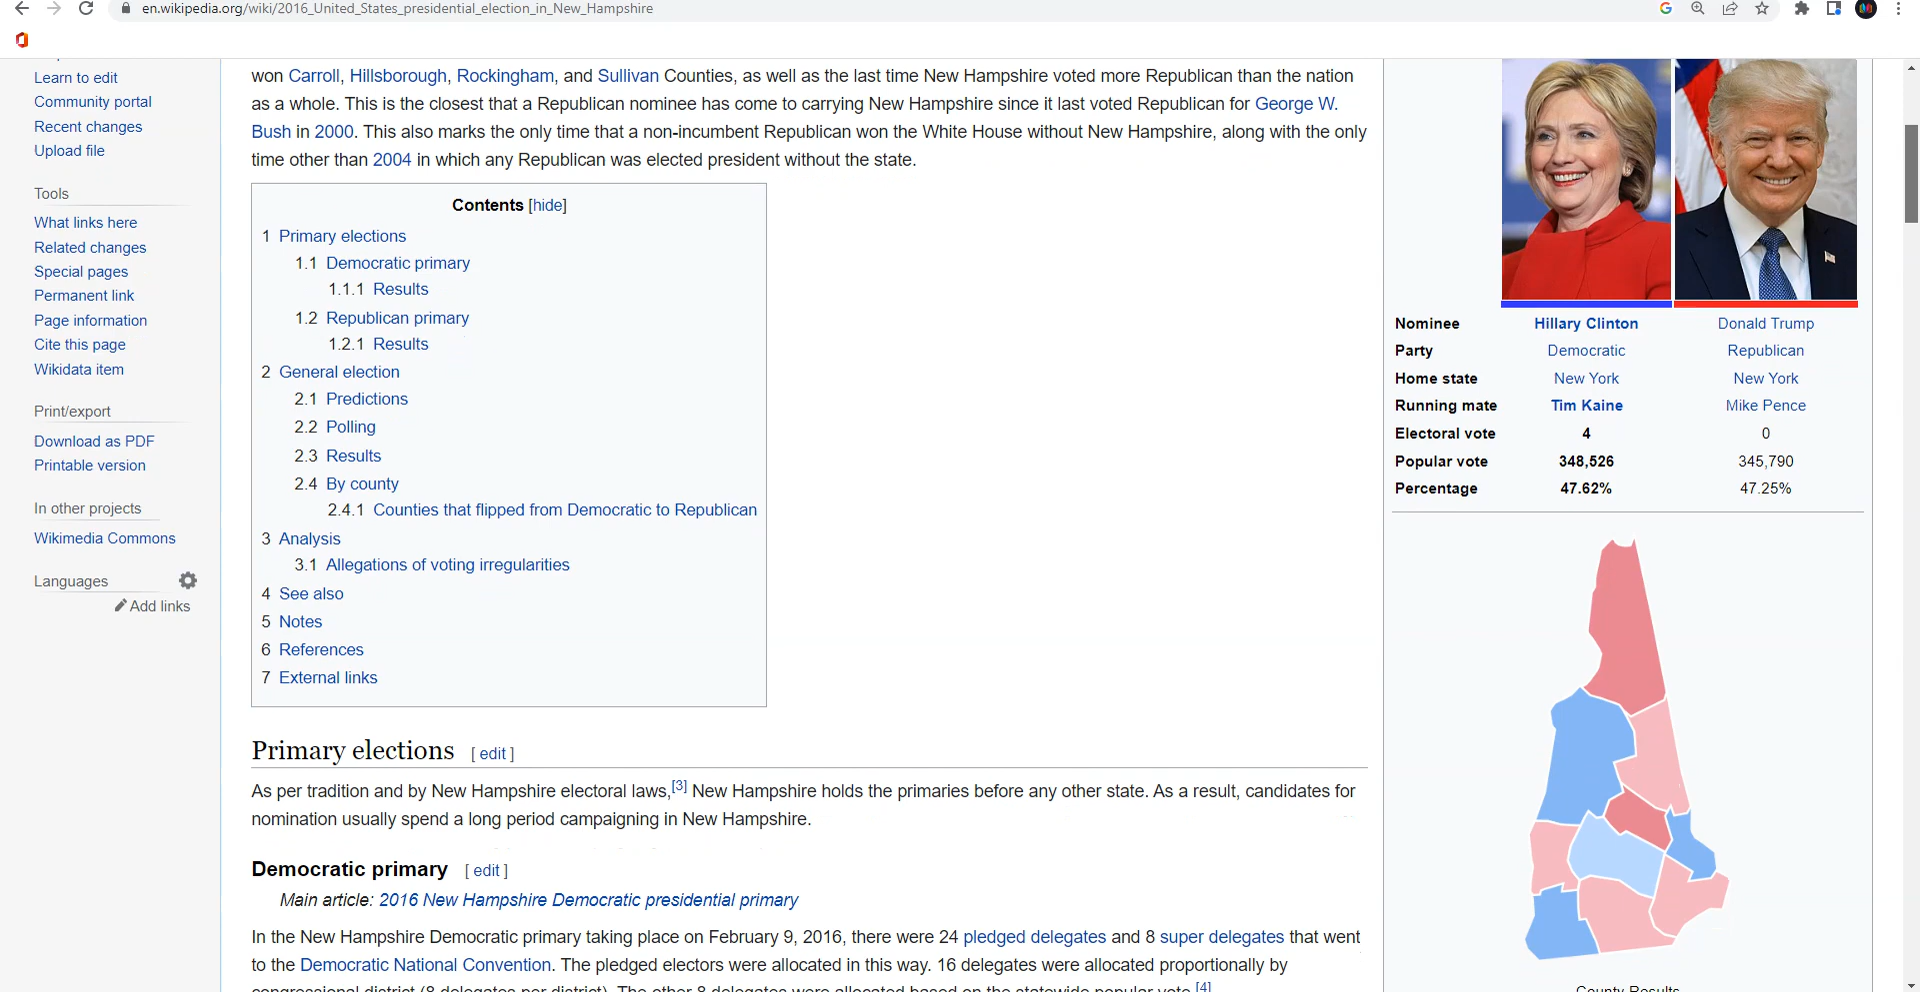 en.wikipedia.org/wiki/2016_United_States_presidential_election_in_New_Hampshire
Learn to edit
Community portal
Recent changes
Upload file
Tools
What links here
Related changes
Special pages
Permanent link
Page information
Cite this page
Wikidata item
Print/export
Download as PDF
Printable version
In other projects
Wikimedia Commons
Languages
Add links
won Carroll, Hillsborough, Rockingham, and Sullivan Counties, as well as the last time New Hampshire voted more Republican than the nation
as a whole. This is the closest that a Republican nominee has come to carrying New Hampshire since it last voted Republican for George W.
Bush in 2000. This also marks the only time that a non-incumbent Republican won the White House without New Hampshire, along with the only
time other than 2004 in which any Republican was elected president without the state.
Contents [hide]
1 Primary elections
1.1 Democratic primary
1.1.1 Results
1.2 Republican primary
1.2.1 Results
2 General election
2.1 Predictions
2.2 Polling
2.3 Results
2.4 By county
2.4.1 Counties that flipped from Democratic to Republican
3 Analysis
3.1 Allegations of voting irregularities
4 See also
5 Notes
6 References
7 External links
Primary elections [ edit ]
As per tradition and by New Hampshire electoral laws,[3] New Hampshire holds the primaries before any other state. As a result, candidates for
nomination usually spend a long period campaigning in New Hampshire.
Democratic primary [ edit ]
Main article: 2016 New Hampshire Democratic presidential primary
In the New Hampshire Democratic primary taking place on February 9, 2016, there were 24 pledged delegates and 8 super delegates that went
to the Democratic National Convention. The pledged electors were allocated in this way. 16 delegates were allocated proportionally by
congressional district (8 delegates per district). The other 8 delegates were allocated based on the statewide popular vote.[4]
Nominee Hillary Clinton Donald Trump
Party Democratic Republican
Home state New York New York
Running mate Tim Kaine Mike Pence
Electoral vote 4 0
Popular vote 348,526 345,790
Percentage 47.62% 47.25%
County Results